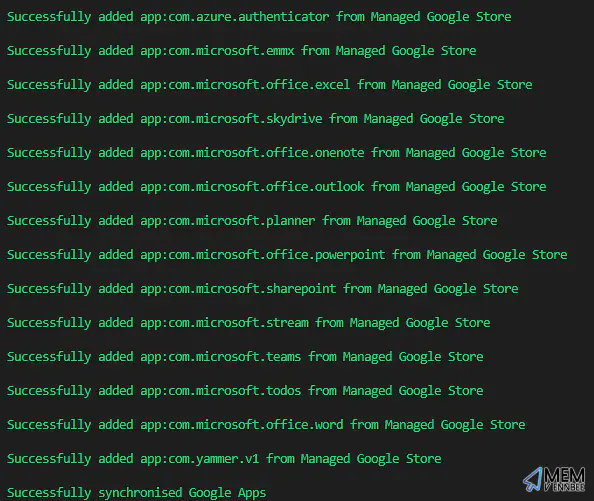 Successfully added app:com.azure.authenticator from Managed Google Store
Successfully added app:com.microsoft.emmx from Managed Google Store
Successfully added app:com.microsoft.office.excel from Managed Google Store
Successfully added app:com.microsoft.skydrive from Managed Google Store
Successfully added app:com.microsoft.office.onenote from Managed Google Store
Successfully added app:com.microsoft.office.outlook from Managed Google Store
Successfully added app:com.microsoft.planner from Managed Google Store
Successfully added app:com.microsoft.office.powerpoint from Managed Google Store
Successfully added app:com.microsoft.sharepoint from Managed Google Store
Successfully added app:com.microsoft.stream from Managed Google Store
Successfully added app:com.microsoft.teams from Managed Google Store
Successfully added app:com.microsoft.todos from Managed Google Store
Successfully added app:com.microsoft.office.word from Managed Google Store
Successfully added app:com.yammer.v1 from Managed Google Store
Successfully synchronised Google Apps
MEM
V ENNBEE